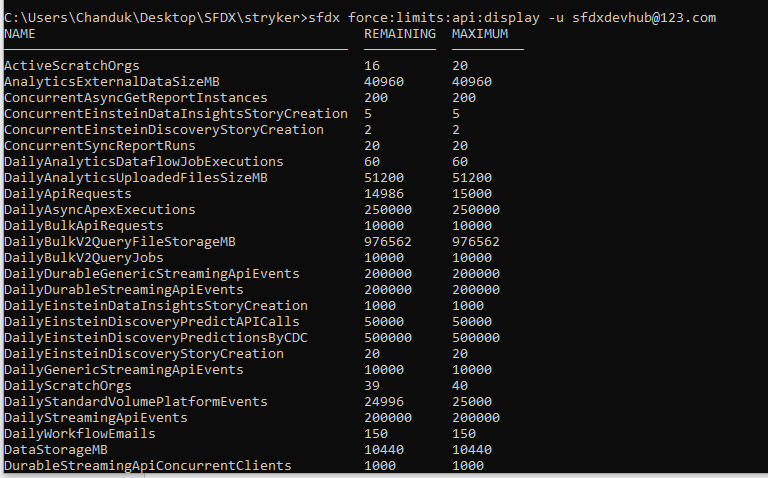 C:\Users\Chanduk\Desktop\SFDX\stryker>sfdx force:limits:api:display -u sfdxdevhub@123.com
NAME REMAINING MAXIMUM
ActiveScratchOrgs 16 20
AnalyticsExternalDataSizeMB 40960 40960
ConcurrentAsyncGetReportInstances 200 200
ConcurrentEinsteinDataInsightsStoryCreation 5 5
ConcurrentEinsteinDiscoveryStoryCreation 2 2
ConcurrentSyncReportRuns 20 20
DailyAnalyticsDataflowJobExecutions 60 60
DailyAnalyticsUploadedFilesSizeMB 51200 51200
DailyApiRequests 14986 15000
DailyAsyncApexExecutions 250000 250000
DailyBulkApiRequests 10000 10000
DailyBulkV2QueryFileStorageMB 976562 976562
DailyBulkV2QueryJobs 10000 10000
DailyDurableGenericStreamingApiEvents 200000 200000
DailyDurableStreamingApiEvents 200000 200000
DailyEinsteinDataInsightsStoryCreation 1000 1000
DailyEinsteinDiscoveryPredictAPICalls 50000 50000
DailyEinsteinDiscoveryPredictionsByCDC 500000 500000
DailyEinsteinDiscoveryStoryCreation 20 20
DailyGenericStreamingApiEvents 10000 10000
DailyScratchOrgs 39 40
DailyStandardVolumePlatformEvents 24996 25000
DailyStreamingApiEvents 200000 200000
DailyWorkflowEmails 150 150
DataStorageMB 10440 10440
DurableStreamingApiConcurrentClients 1000 1000